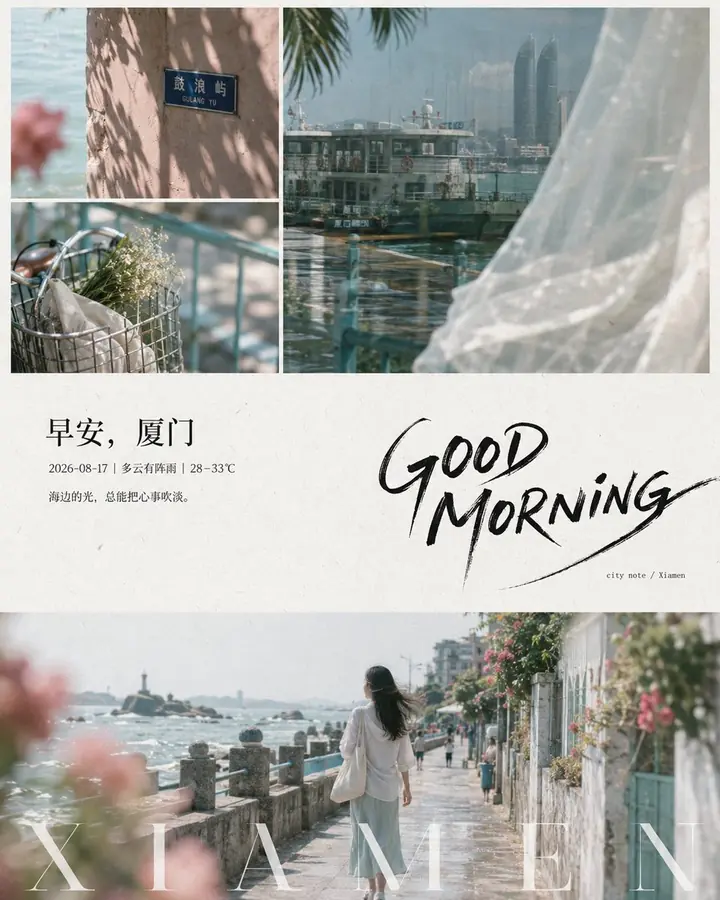 鼓浪屿
GULANG YU
早安，厦门
2026-08-17 | 多云有阵雨 | 28-33℃
海边的光，总能把心事吹淡。
GOOD
MORNING
city note / Xiamen
XIAMEN